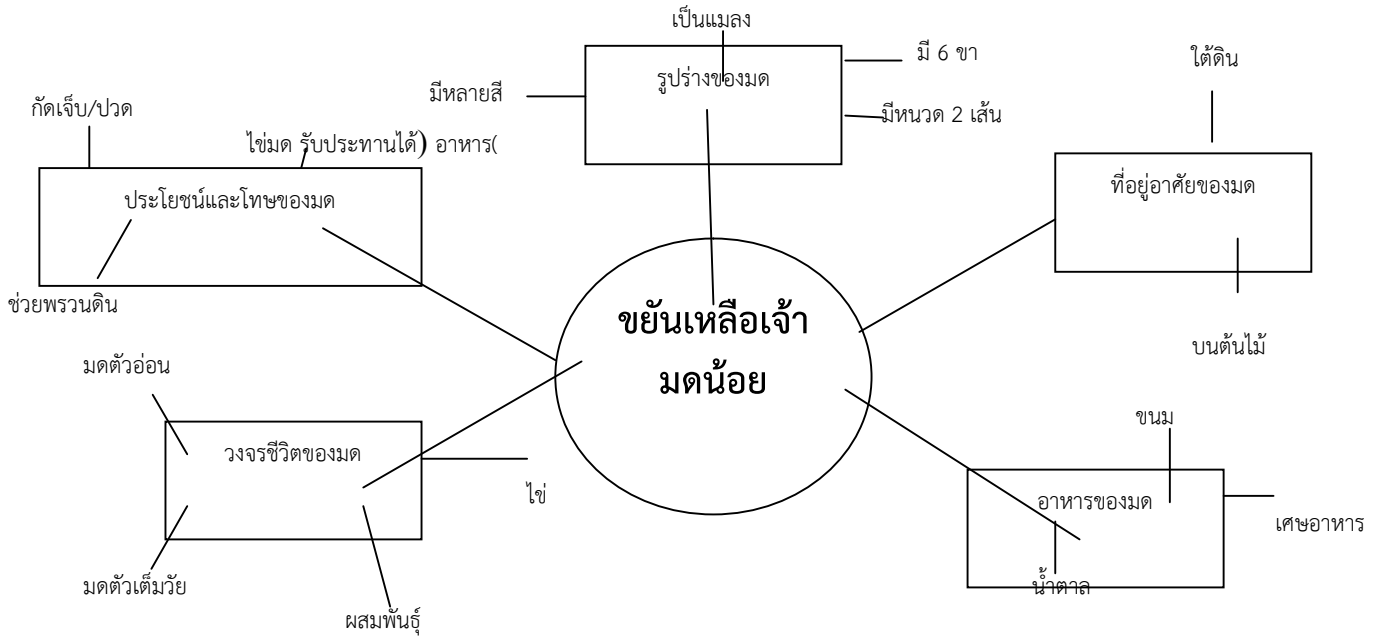 เป็นแมลง
มี 6 ขา
ใต้ดิน
รูปร่างของมด
มีหลายสี
กัดเจ็บ/ปวด
มีหนวด 2 เส้น
ไข่มด รับประทานได้) อาหาร(
ที่อยู่อาศัยของมด
ประโยชน์และโทษของมด
ช่วยพรวนดิน
ขยันเหลือเจ้า
มดน้อย
บนต้นไม้
มดตัวอ่อน
ขนม
วงจรชีวิตของมด
ไข่
อาหารของมด
เศษอาหาร
มดตัวเต็มวัย
น้ำตาล
ผสมพันธุ์